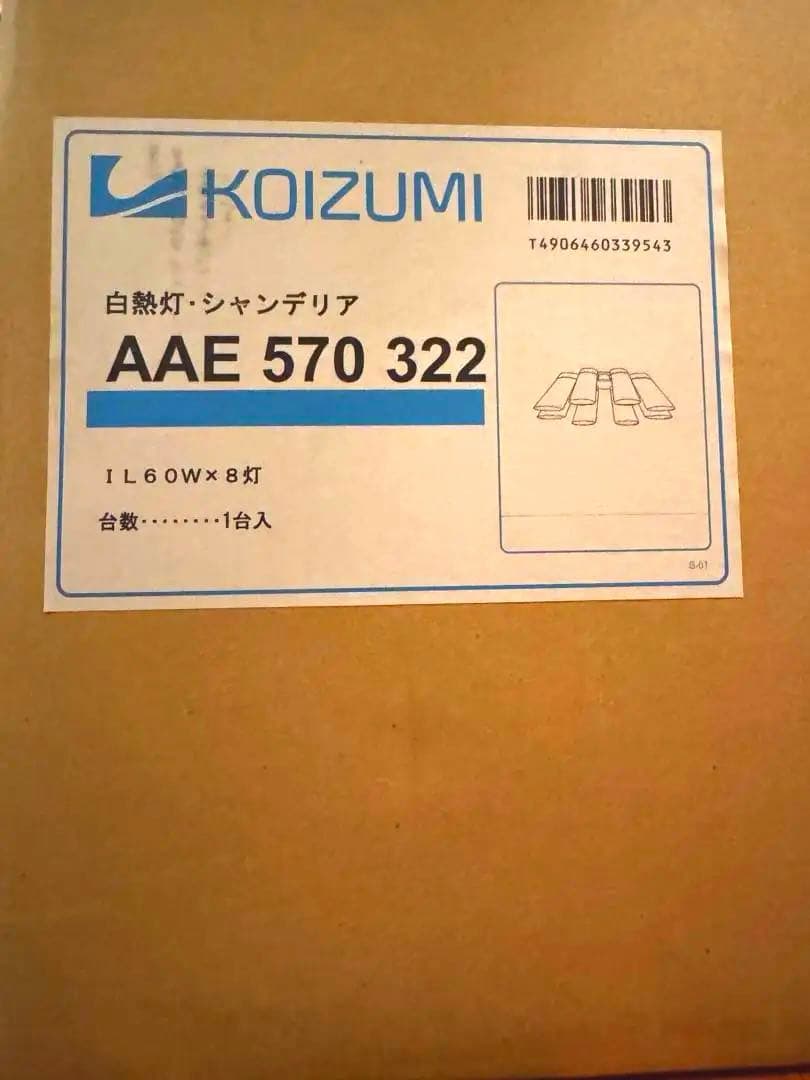 KOIZUMI
T4906460339543
白熱灯・シャンデリア
AAE 570 322
IL60W×8灯
台数········1台入
S-01